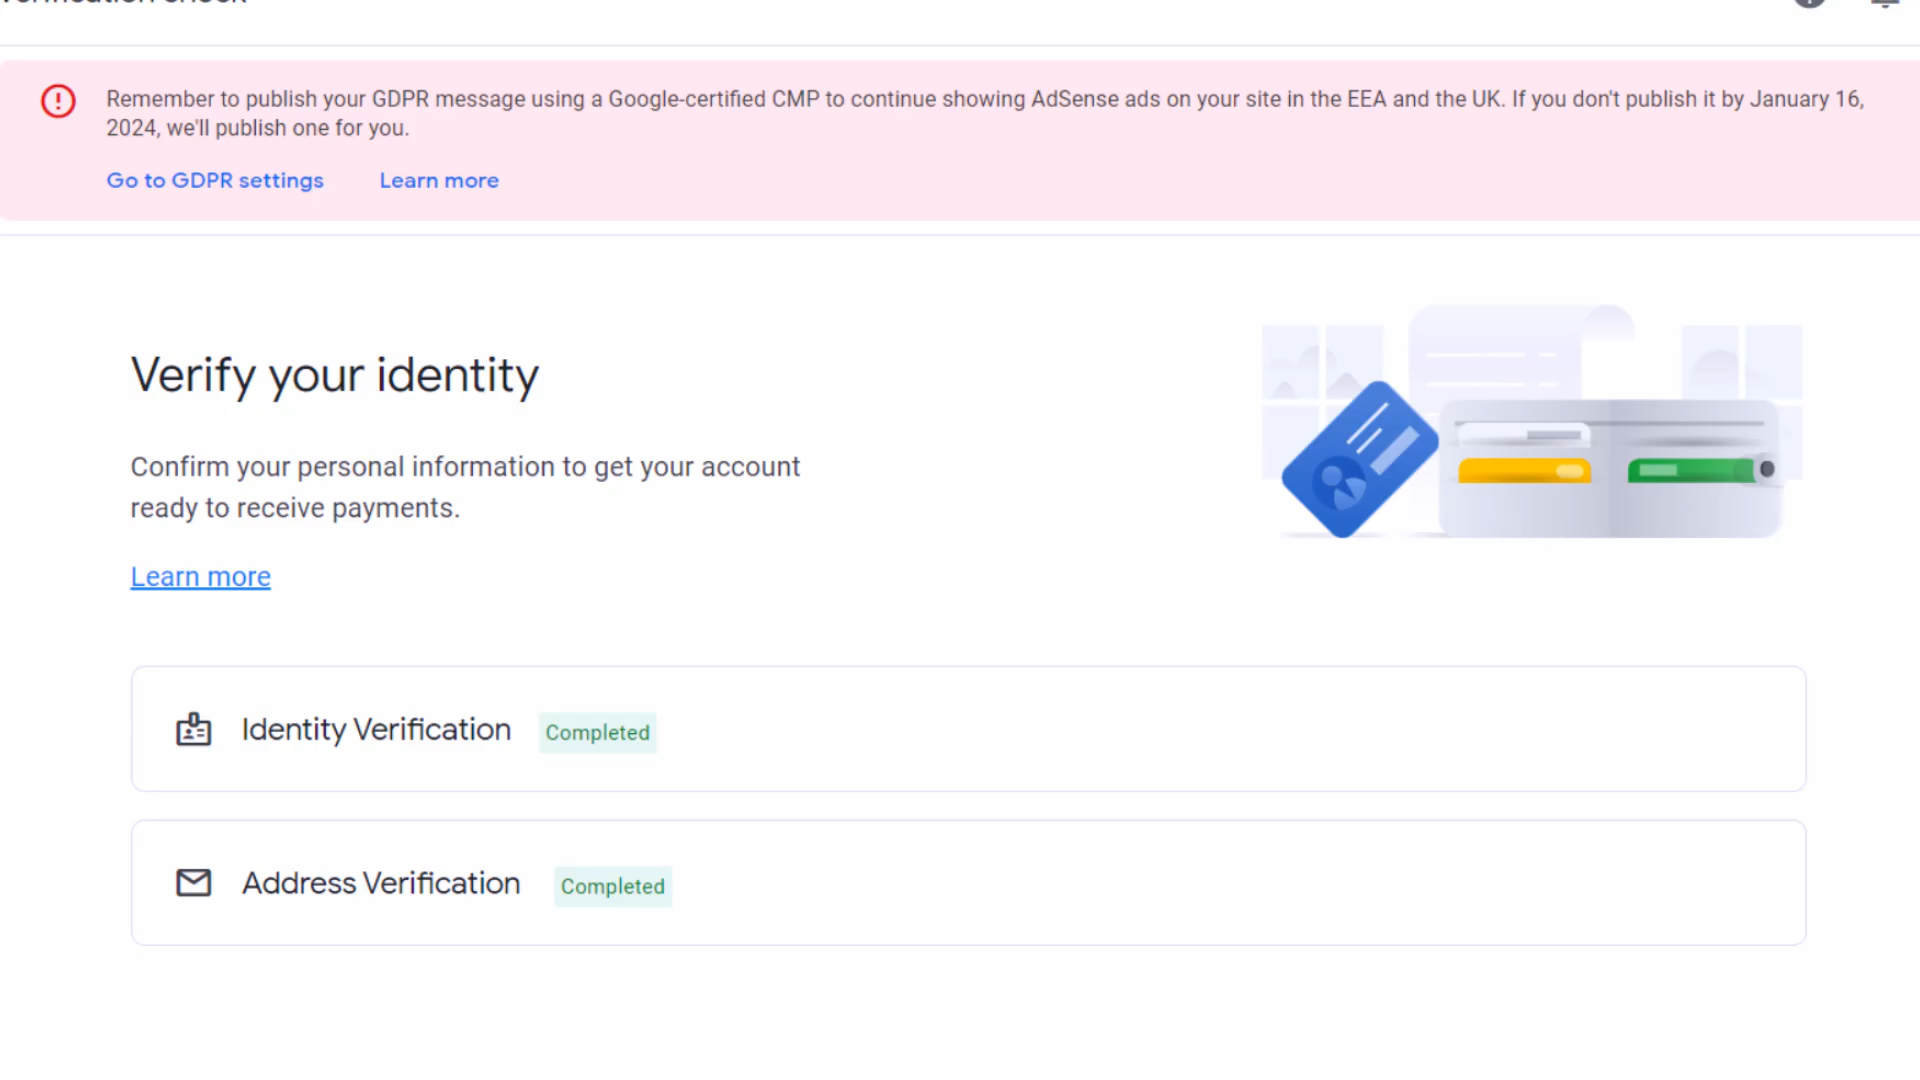 Remember to publish your GDPR message using a Google-certified CMP to continue showing AdSense ads on your site in the EEA and the UK. If you don't publish it by January 16,
2024, we'll publish one for you.
Go to GDPR settings Learn more
Verify your identity
Confirm your personal information to get your account
ready to receive payments.
Learn more
Identity Verification Completed
Address Verification Completed